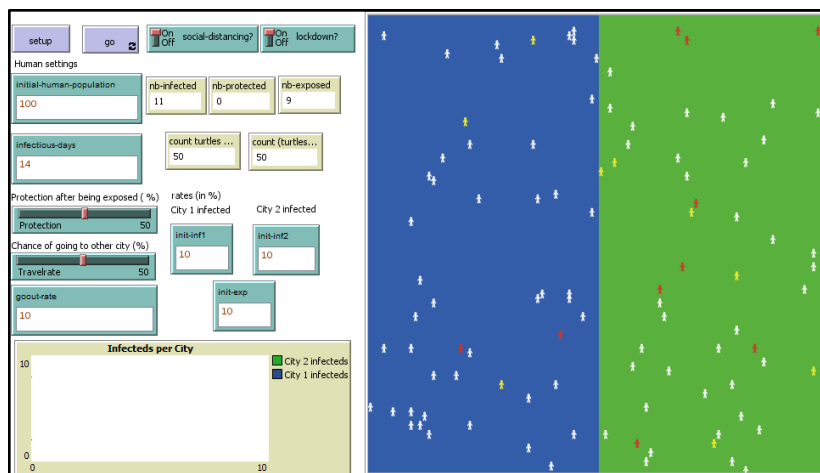 setup
go
On
Off
social-distancing?
On
Off
lockdown?
Human settings
initial-human-population
100
nb-infected
11
nb-protected
0
nb-exposed
9
infectious-days
14
count turtles ...
50
count (turtles...
50
Protection after being exposed ( %)
Protection 50
rates (in %)
City 1 infected
City 2 infected
init-inf1
10
init-inf2
10
Chance of going to other city (%)
Travelrate 50
goout-rate
10
init-exp
10
Infecteds per City
10
0
0
10
City 2 infecteds
City 1 infecteds